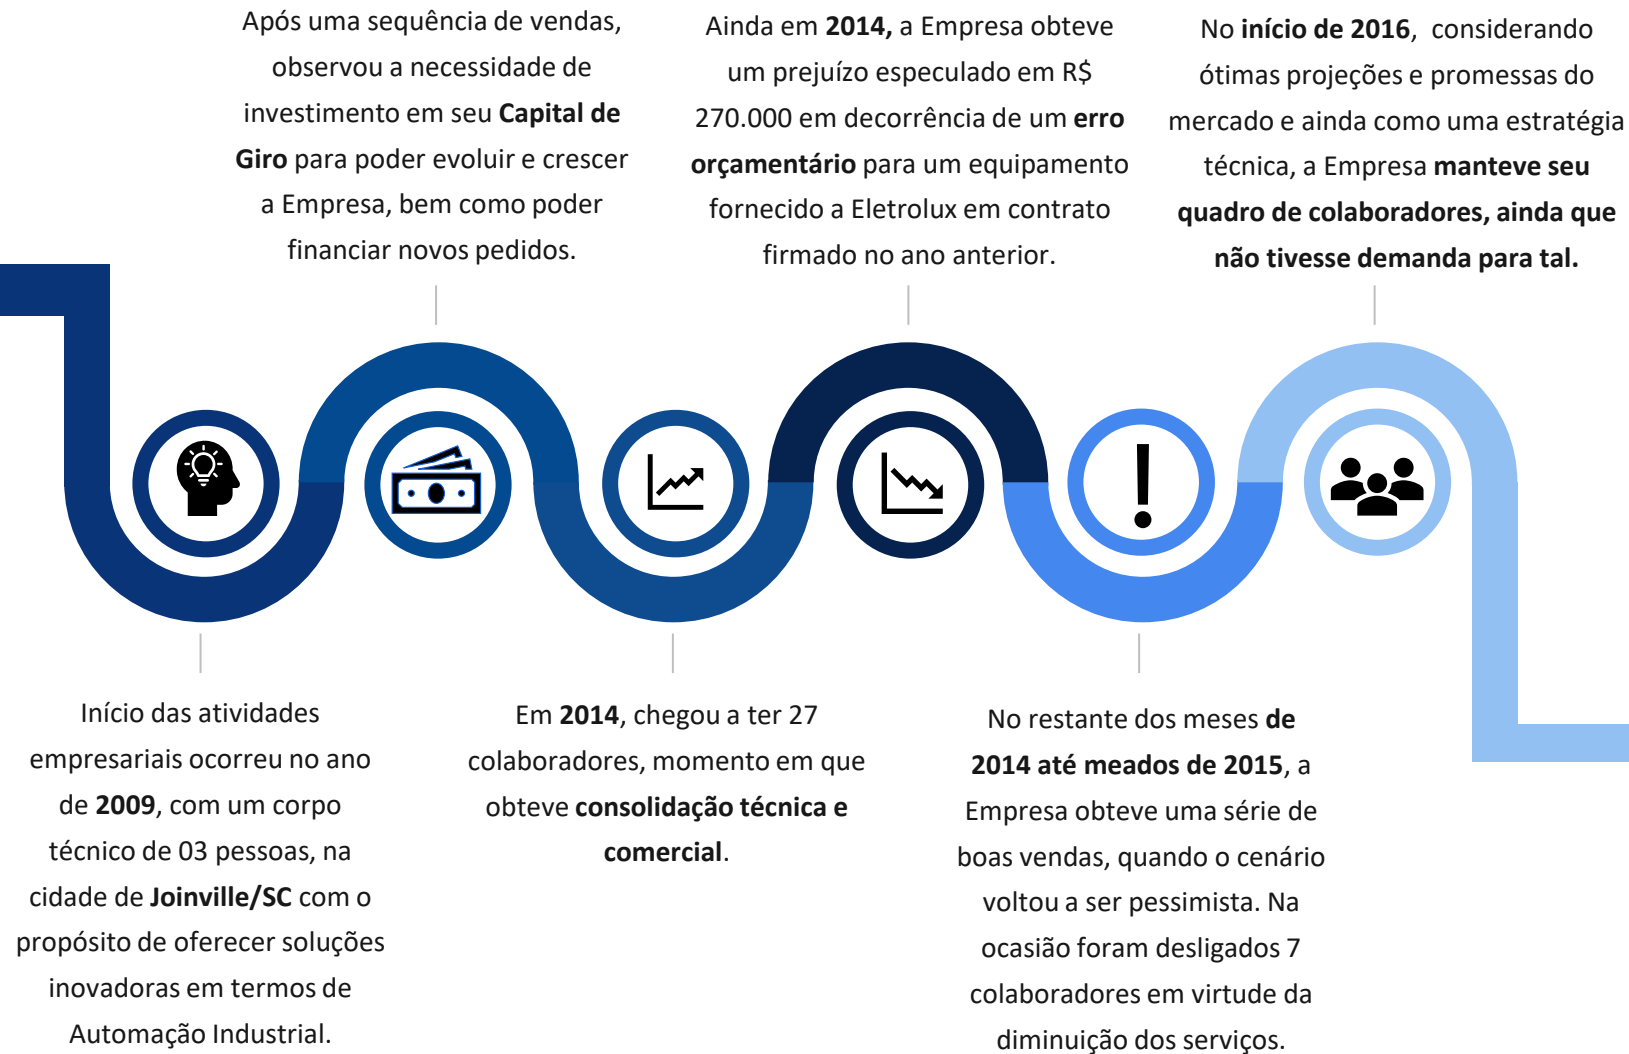 Após uma sequência de vendas,
observou a necessidade de
investimento em seu Capital de
Giro para poder evoluir e crescer
a Empresa, bem como poder
financiar novos pedidos.
Ainda em 2014, a Empresa obteve
um prejuízo especulado em R$
270.000 em decorrência de um erro
orçamentário para um equipamento
fornecido a Eletrolux em contrato
firmado no ano anterior.
No início de 2016, considerando
ótimas projeções e promessas do
mercado e ainda como uma estratégia
técnica, a Empresa manteve seu
quadro de colaboradores, ainda que
não tivesse demanda para tal.
Início das atividades
empresariais ocorreu no ano
de 2009, com um corpo
técnico de 03 pessoas, na
cidade de Joinville/SC com o
propósito de oferecer soluções
inovadoras em termos de
Automação Industrial.
Em 2014, chegou a ter 27
colaboradores, momento em que
obteve consolidação técnica e
comercial.
No restante dos meses de
2014 até meados de 2015, a
Empresa obteve uma série de
boas vendas, quando o cenário
voltou a ser pessimista. Na
ocasião foram desligados 7
colaboradores em virtude da
diminuição dos serviços.